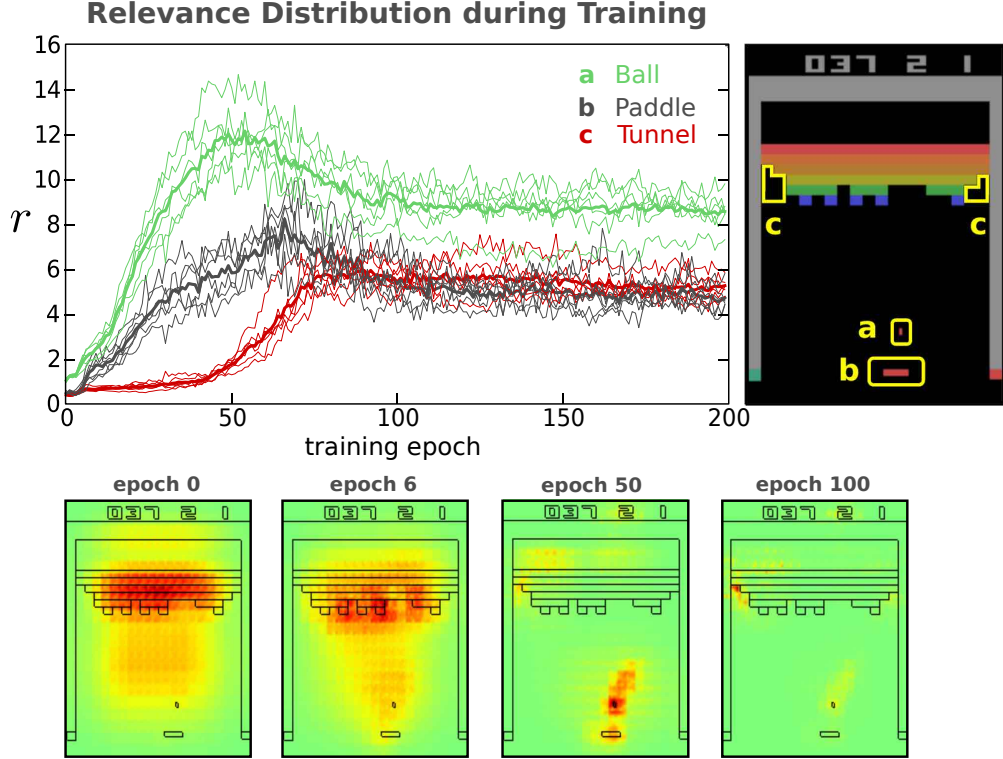 Relevance Distribution during Training
16
14
12
10
8
6
4
2
0
r
0 50 100 150 200
training epoch
a Ball
b Paddle
c Tunnel
037 2 1
c c
a
b
epoch 0 epoch 6 epoch 50 epoch 100
037 2 1 037 2 1 037 2 1 037 2 1